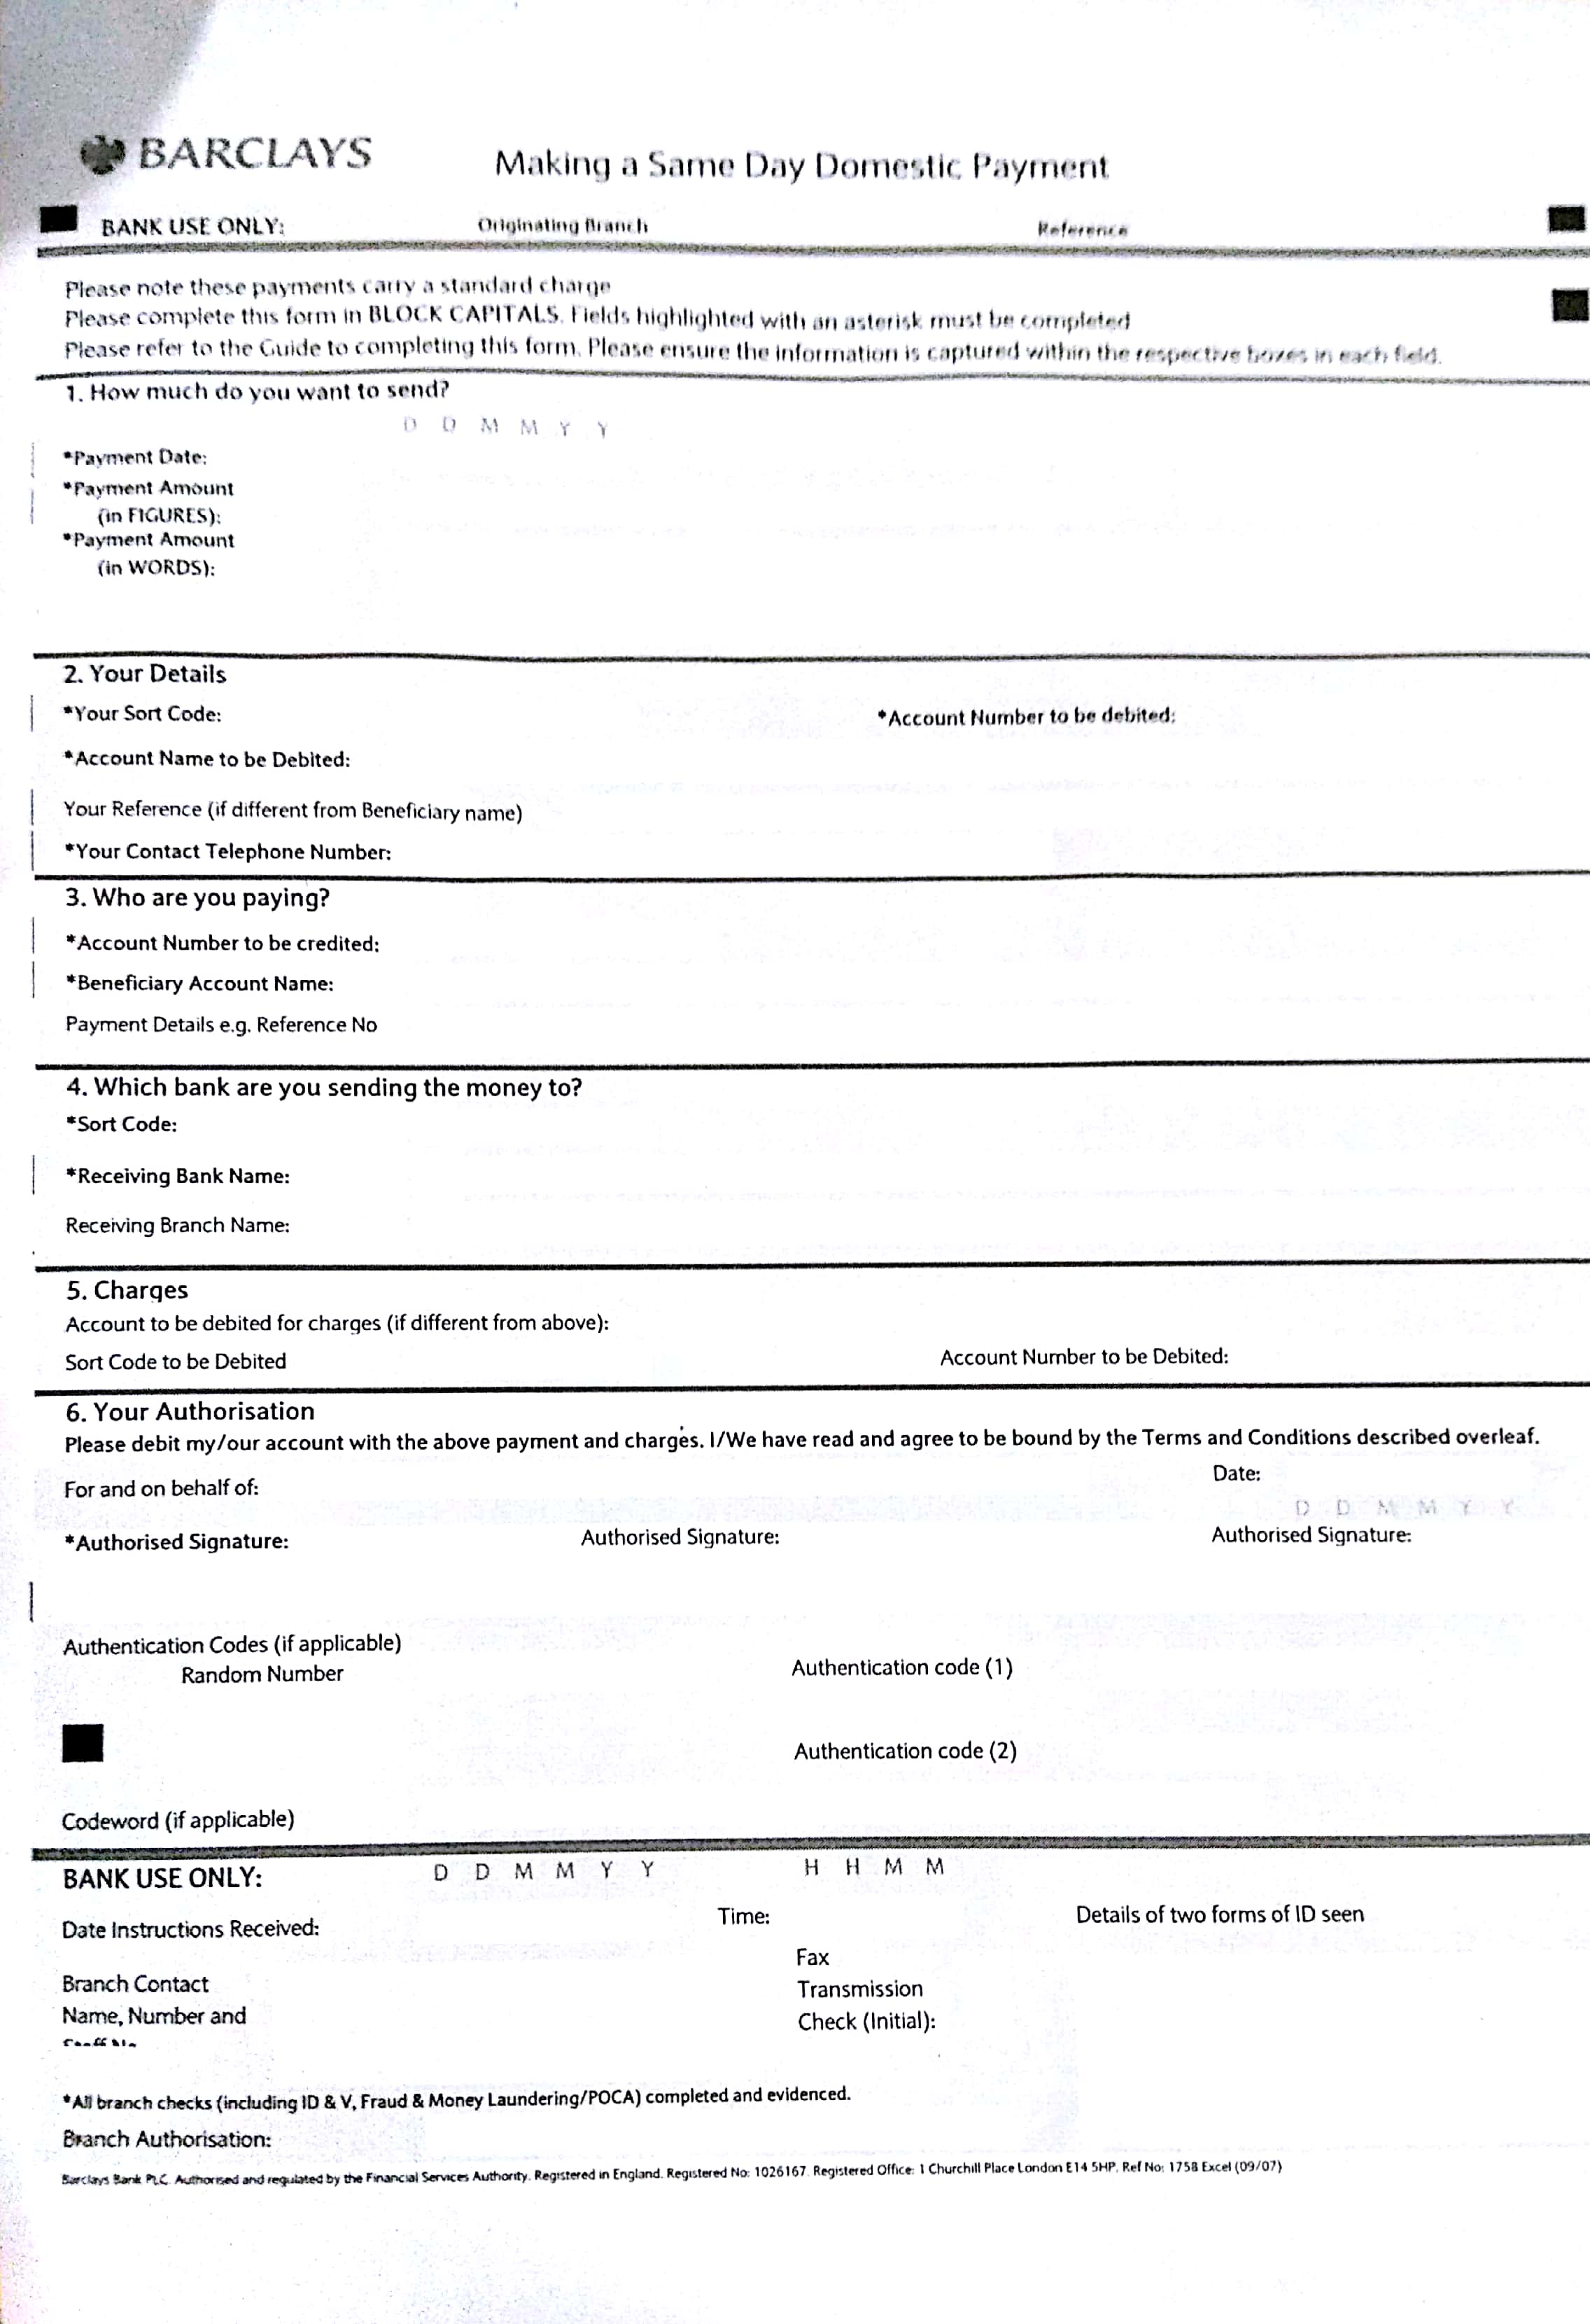 BARCLAYS
Making a Same Day Domestic Payment
BANK USE ONLY: Originating Branch Reference
Please note these payments carry a standard charge
Please complete this form in BLOCK CAPITALS. Fields highlighted with an asterisk must be completed
Please refer to the Guide to completing this form. Please ensure the information is captured within the respective boxes in each field.
1. How much do you want to send?
D D M M Y Y
*Payment Date:
*Payment Amount
(in FIGURES):
*Payment Amount
(in WORDS):
2. Your Details
*Your Sort Code: *Account Number to be debited:
*Account Name to be Debited:
Your Reference (if different from Beneficiary name)
*Your Contact Telephone Number:
3. Who are you paying?
*Account Number to be credited:
*Beneficiary Account Name:
Payment Details e.g. Reference No
4. Which bank are you sending the money to?
*Sort Code:
*Receiving Bank Name:
Receiving Branch Name:
5. Charges
Account to be debited for charges (if different from above):
Sort Code to be Debited Account Number to be Debited:
6. Your Authorisation
Please debit my/our account with the above payment and charges. I/We have read and agree to be bound by the Terms and Conditions described overleaf.
For and on behalf of: Date:
D D M M Y Y
*Authorised Signature: Authorised Signature: Authorised Signature:
Authentication Codes (if applicable)
Random Number Authentication code (1)
Authentication code (2)
Codeword (if applicable)
BANK USE ONLY: D D M M Y Y H H M M
Date Instructions Received: Time: Details of two forms of ID seen
Fax
Branch Contact Transmission
Name, Number and Check (Initial):
*All branch checks (including ID & V, Fraud & Money Laundering/POCA) completed and evidenced.
Branch Authorisation:
Barclays Bank PLC. Authorised and regulated by the Financial Services Authority. Registered in England. Registered No: 1026167. Registered Office: 1 Churchill Place London E14 5HP. Ref No: 1758 Excel (09/07)